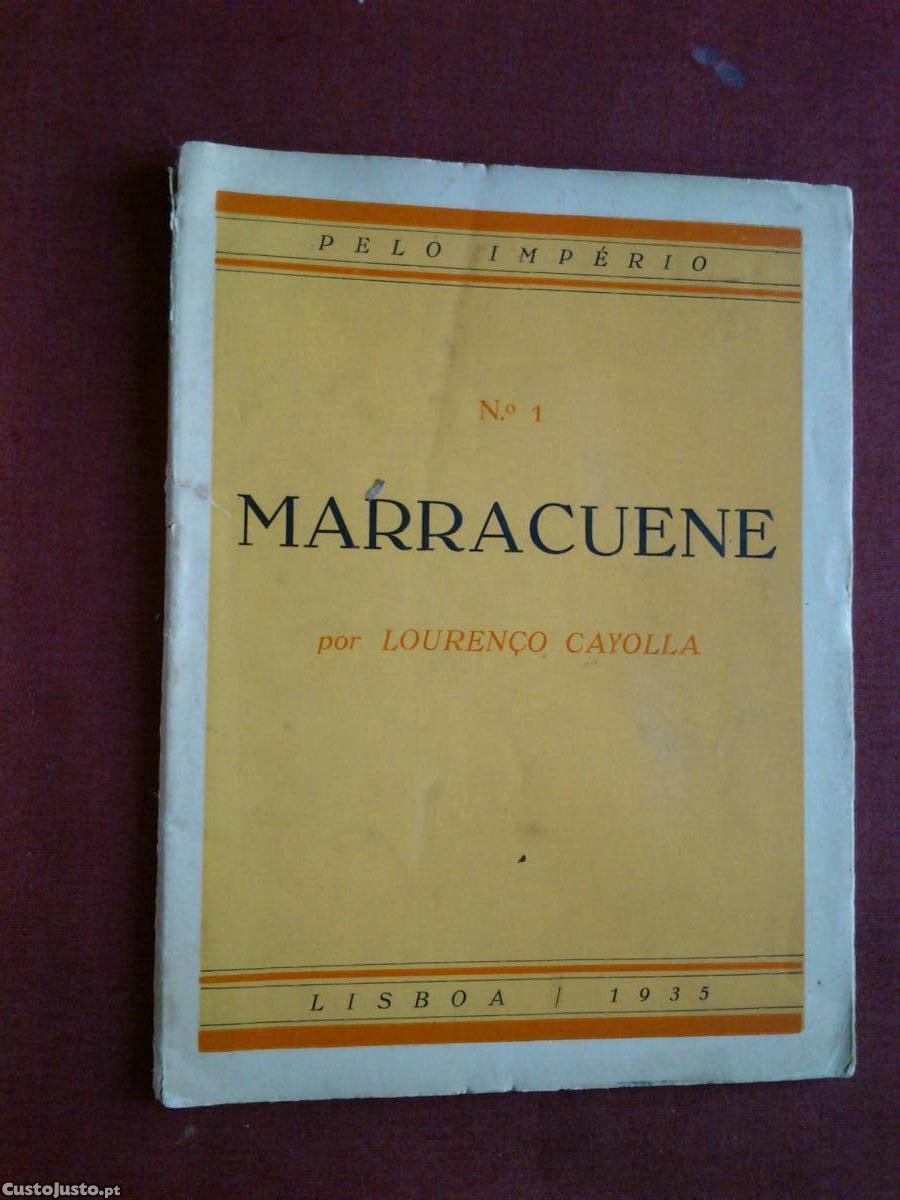 PELO IMPÉRIO
N.º 1
MARRACUENE
por LOURENÇO CAYOLLA
LISBOA / 1935
CustoJusto.pt